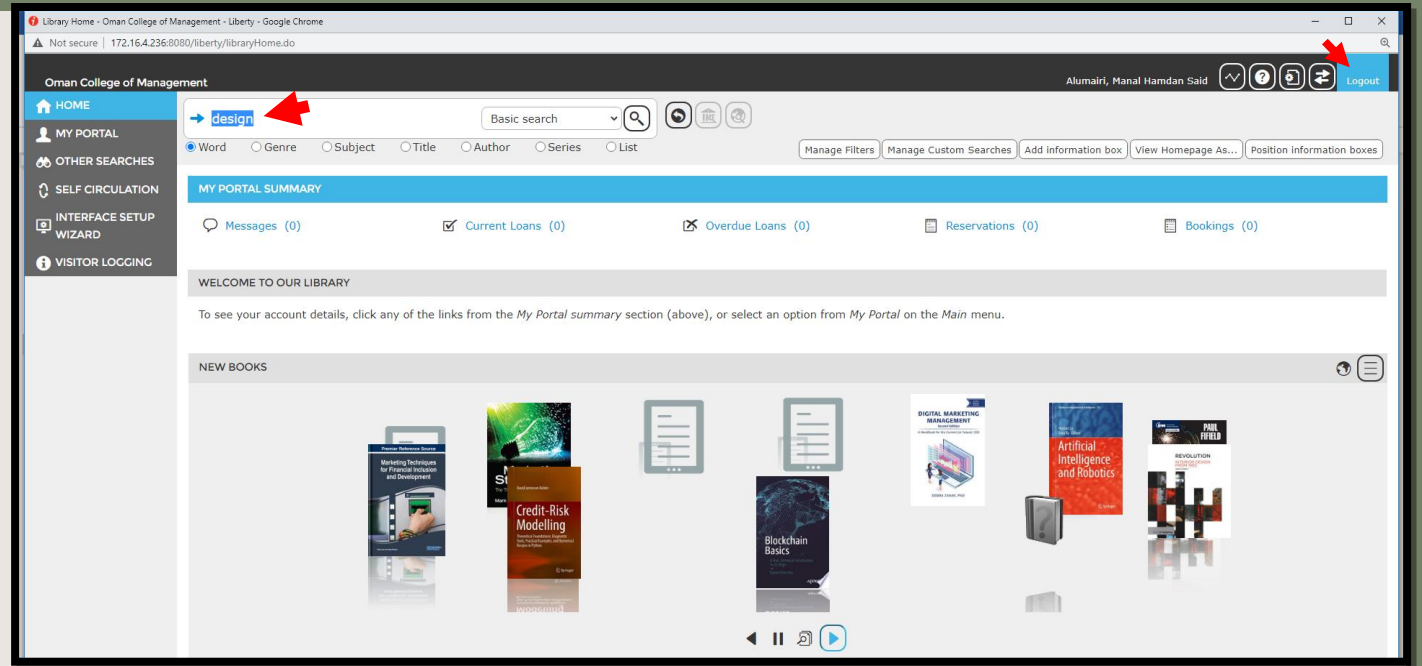 Library Home - Oman College of Management - Liberty - Google Chrome
Not secure | 172.16.4.236:8080/liberty/libraryHome.do
Oman College of Management
Alumairi, Manal Hamdan Said
Logout
HOME
MY PORTAL
OTHER SEARCHES
SELF CIRCULATION
INTERFACE SETUP
WIZARD
VISITOR LOGGING
design
Basic search
Word Genre Subject Title Author Series List
Manage Filters Manage Custom Searches Add information box View Homepage As... Position information boxes
MY PORTAL SUMMARY
Messages (0) Current Loans (0) Overdue Loans (0) Reservations (0) Bookings (0)
WELCOME TO OUR LIBRARY
To see your account details, click any of the links from the My Portal summary section (above), or select an option from My Portal on the Main menu.
NEW BOOKS
Premier Reference Source
Marketing Techniques
for Financial Inclusion
and Development
Credit-Risk
Modelling
Springer
Blockchain
Basics
DIGITAL MARKETING
MANAGEMENT
Artificial
Intelligence
and Robotics
PAUL
FIFIELD
REVOLUTION